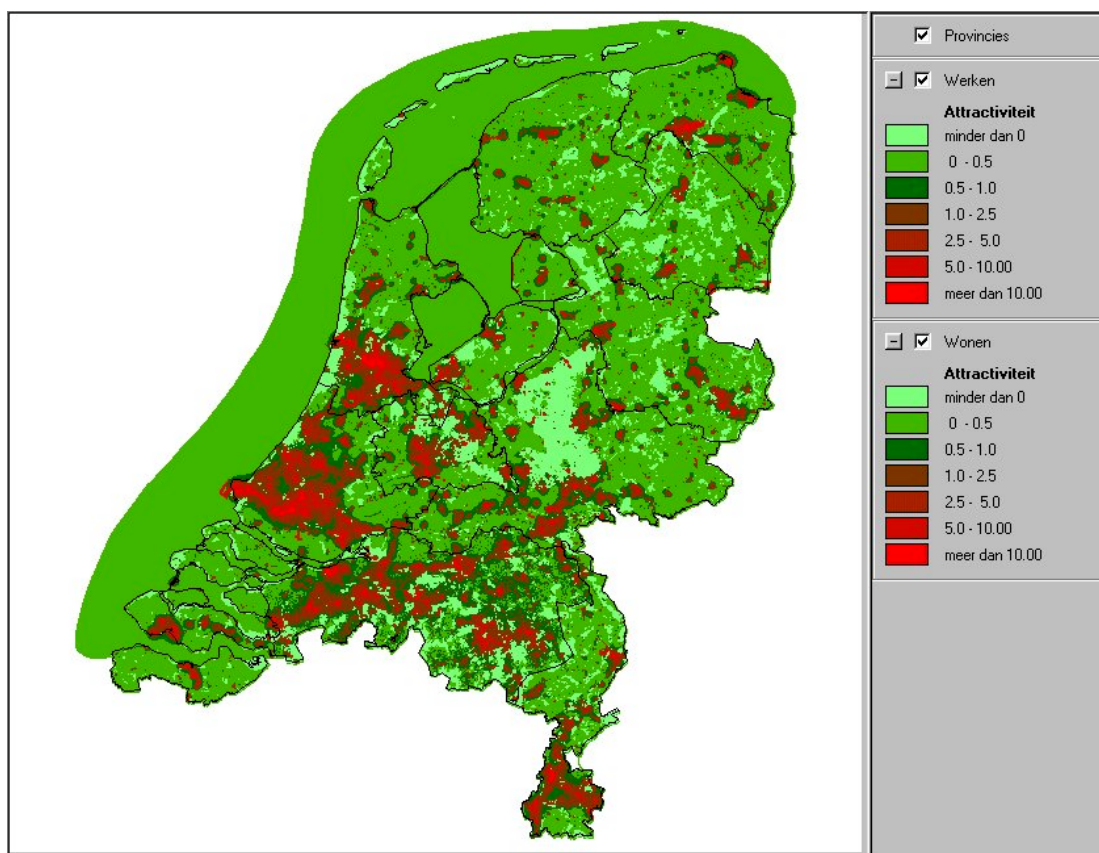 Provincies
Werken
Attractiviteit
minder dan 0
0 - 0.5
0.5 - 1.0
1.0 - 2.5
2.5 - 5.0
5.0 - 10.00
meer dan 10.00
Wonen
Attractiviteit
minder dan 0
0 - 0.5
0.5 - 1.0
1.0 - 2.5
2.5 - 5.0
5.0 - 10.00
meer dan 10.00